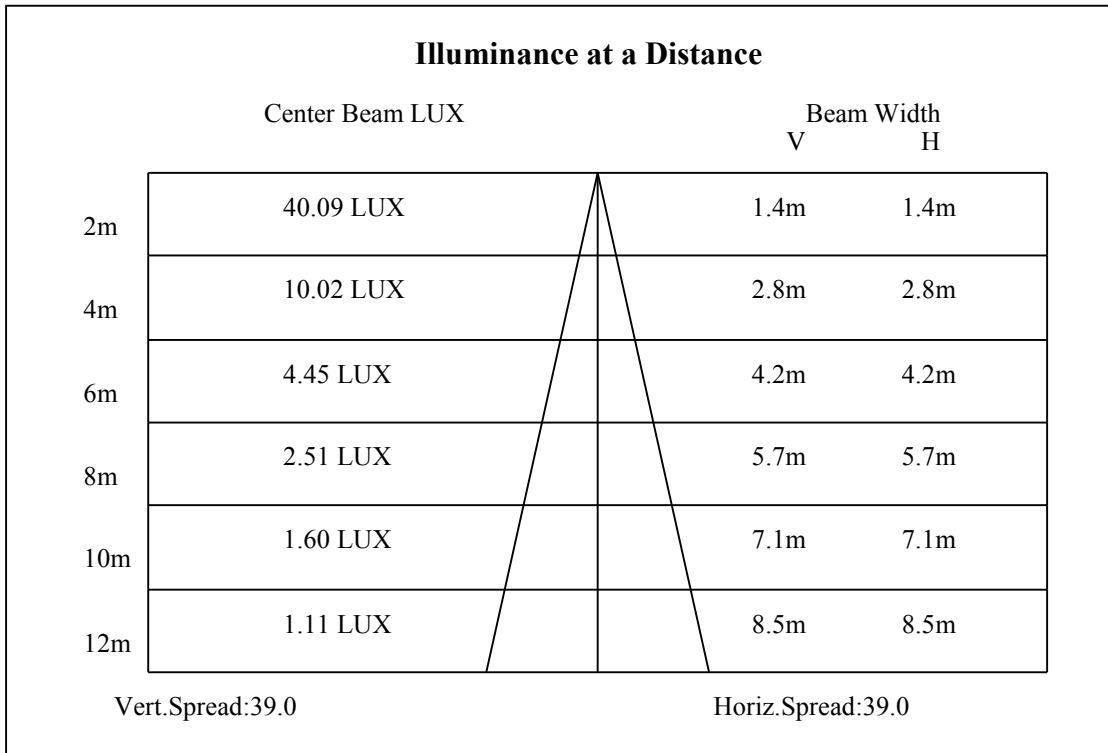 Illuminance at a Distance
Center Beam LUX Beam Width
V H
2m 40.09 LUX 1.4m 1.4m
4m 10.02 LUX 2.8m 2.8m
6m 4.45 LUX 4.2m 4.2m
8m 2.51 LUX 5.7m 5.7m
10m 1.60 LUX 7.1m 7.1m
12m 1.11 LUX 8.5m 8.5m
Vert.Spread:39.0 Horiz.Spread:39.0